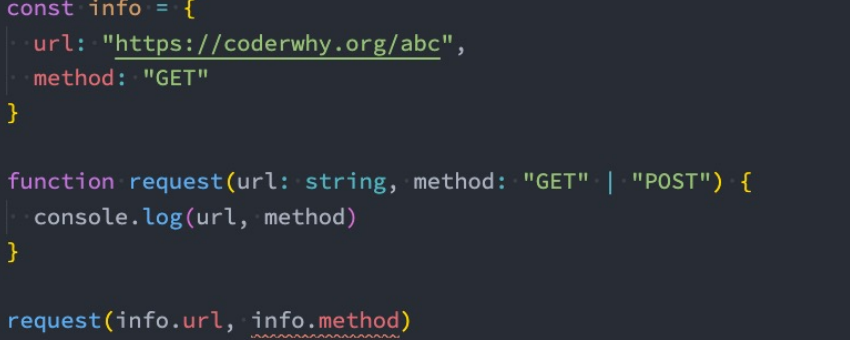 const info = {
  url: "https://coderwhy.org/abc",
  method: "GET"
}
function request(url: string, method: "GET" | "POST") {
  console.log(url, method)
}
request(info.url, info.method)